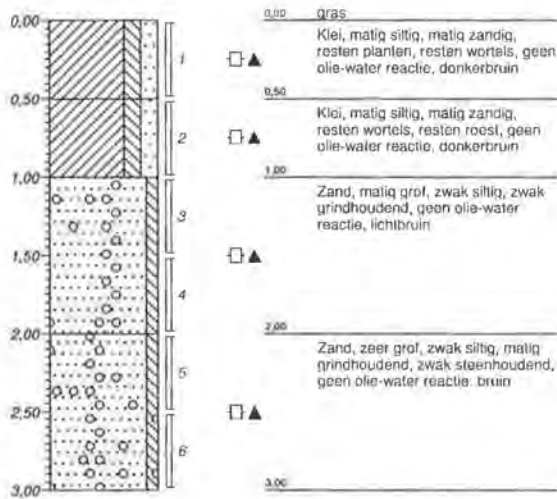 0,00
0,50
1,00
1,50
2,00
2,50
3,00
1
2
3
4
5
6
0,00
gras
Klei, matig siltig, matig zandig,
resten planten, resten wortels, geen
olie-water reactie, donkerbruin
0,50
Klei, matig siltig, matig zandig,
resten wortels, resten roest, geen
olie-water reactie, donkerbruin
1,00
Zand, matig grof, zwak siltig, zwak
grindhoudend, geen olie-water
reactie, lichtbruin
2,00
Zand, zeer grof, zwak siltig, matig
grindhoudend, zwak steenhoudend,
geen olie-water reactie, bruin
3,00